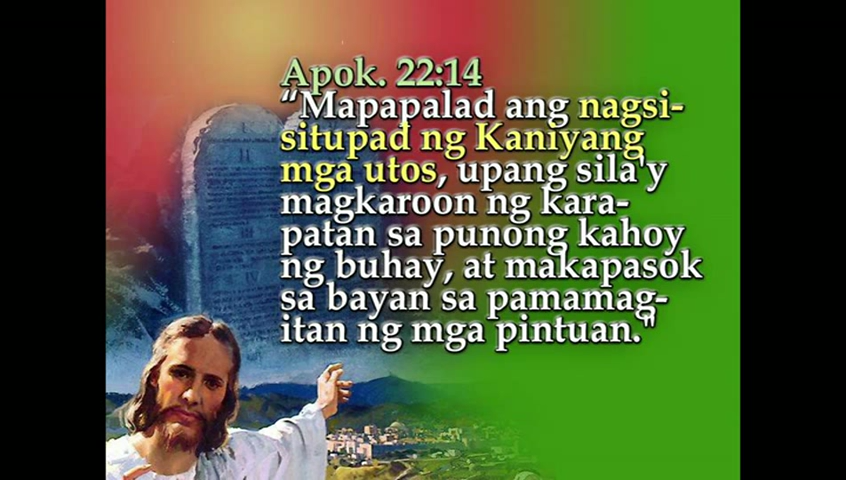 Apok. 22:14
“Mapapalad ang nagsi-
situpad ng Kaniyang
mga utos, upang sila'y
magkaroon ng kara-
patan sa punong kahoy
ng buhay, at makapasok
sa bayan sa pamamag-
itan ng mga pintuan."